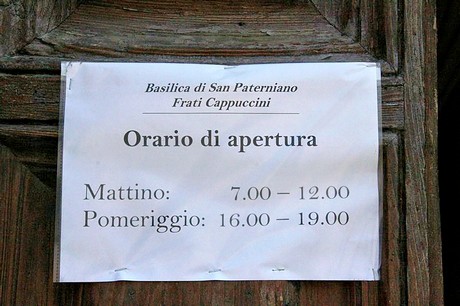 Basilica di San Paterniano
Frati Cappuccini
Orario di apertura
Mattino: 7.00 – 12.00
Pomeriggio: 16.00 – 19.00